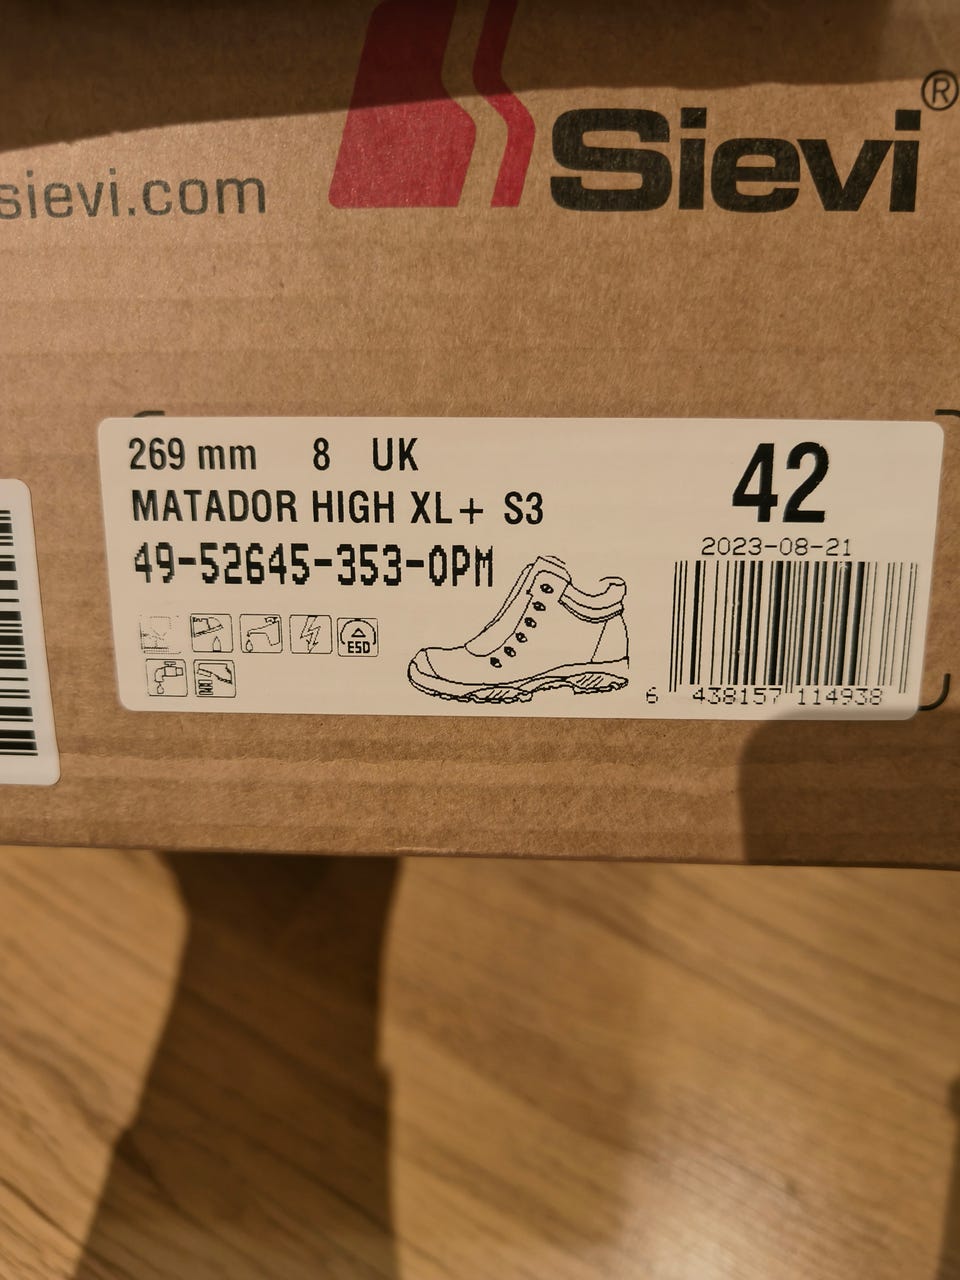 sievi.com
Sievi®
269 mm 8 UK
MATADOR HIGH XL+ S3
49-52645-353-0PM
42
2023-08-21
ESD
6 438157 114938